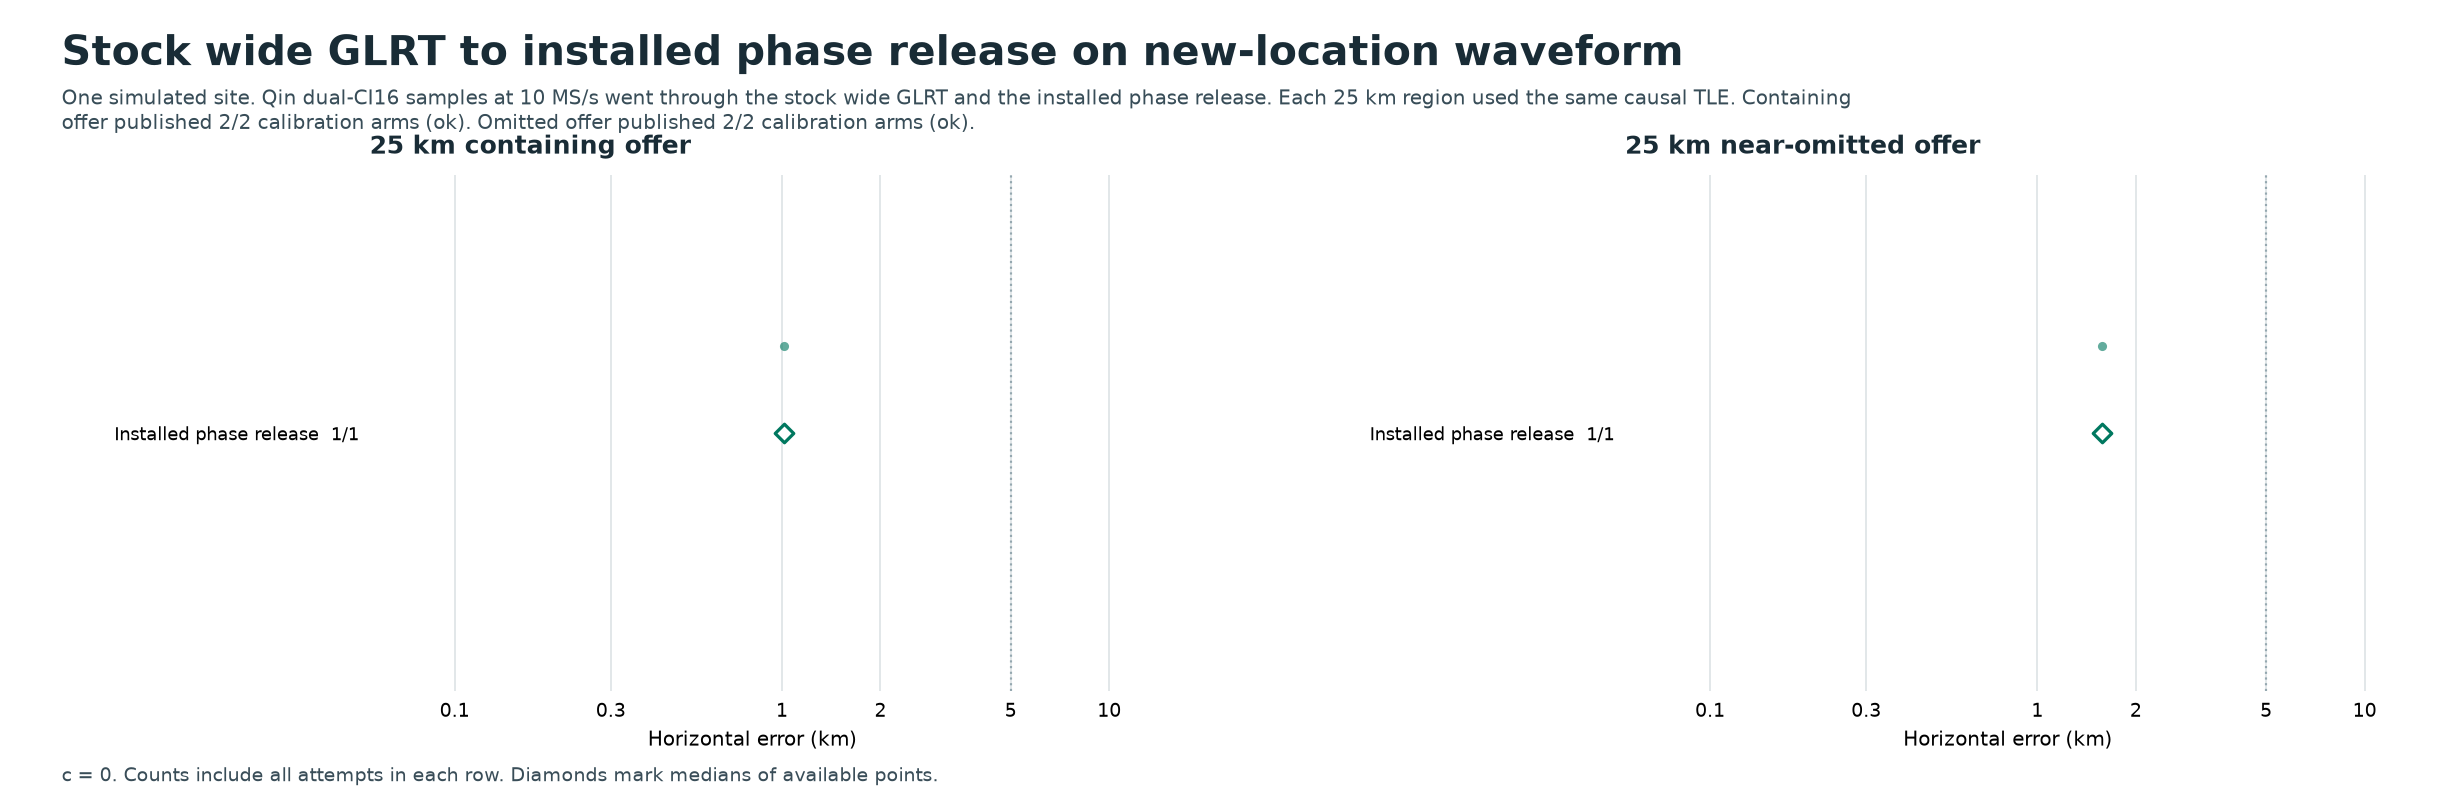 Stock wide GLRT to installed phase release on new-location waveform
One simulated site. Qin dual-CI16 samples at 10 MS/s went through the stock wide GLRT and the installed phase release. Each 25 km region used the same causal TLE. Containing
offer published 2/2 calibration arms (ok). Omitted offer published 2/2 calibration arms (ok).
25 km containing offer
Installed phase release 1/1
0.1 0.3 1 2 5 10
Horizontal error (km)
25 km near-omitted offer
Installed phase release 1/1
0.1 0.3 1 2 5 10
Horizontal error (km)
c = 0. Counts include all attempts in each row. Diamonds mark medians of available points.